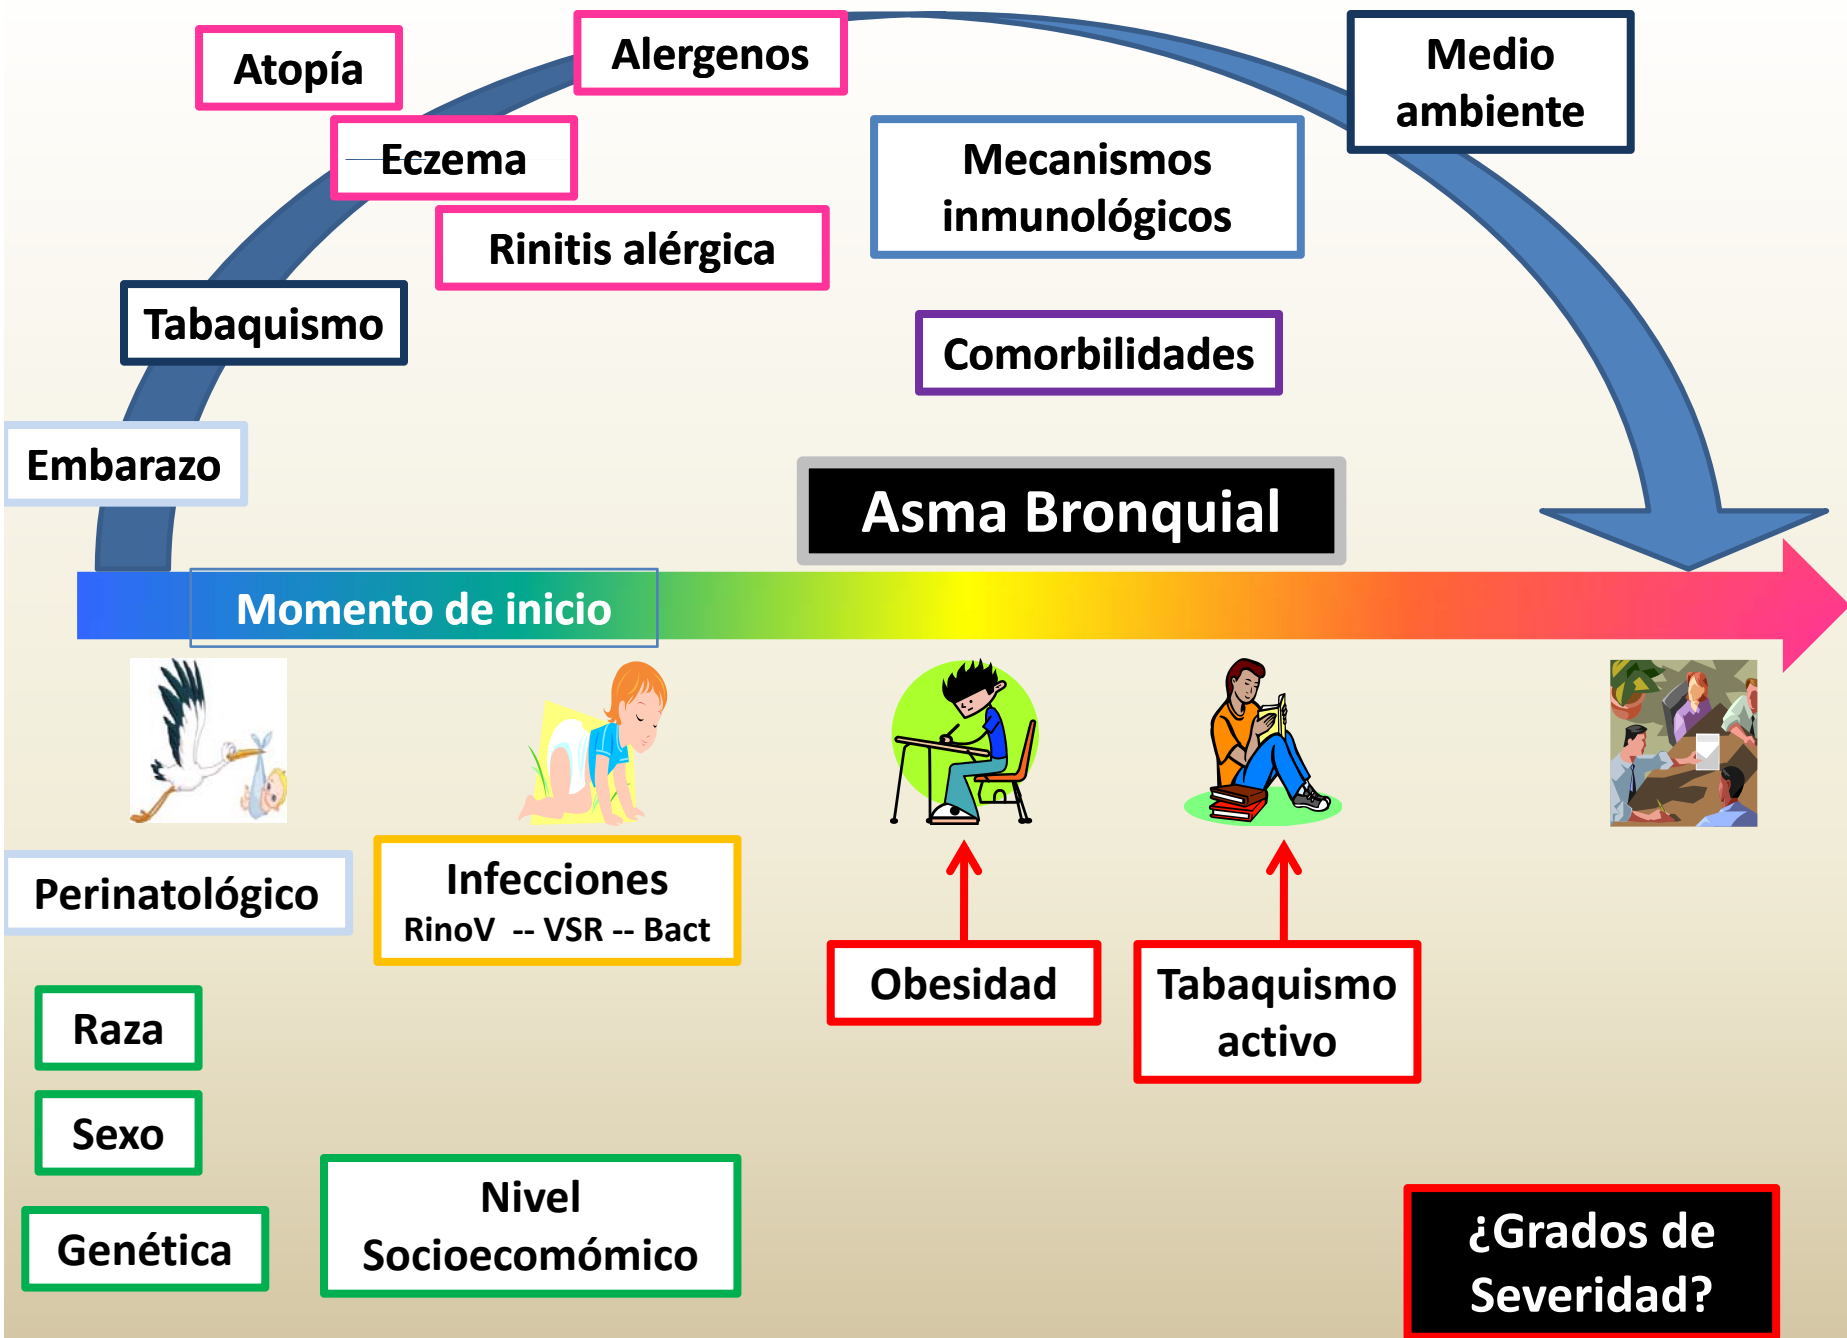 Atopía
Alergenos
Medio
ambiente
Eczema
Mecanismos
inmunológicos
Rinitis alérgica
Tabaquismo
Comorbilidades
Embarazo
Asma Bronquial
Momento de inicio
Perinatológico
Infecciones
RinoV -- VSR -- Bact
Obesidad
Tabaquismo
activo
Raza
Sexo
Genética
Nivel
Socioecomómico
¿Grados de
Severidad?